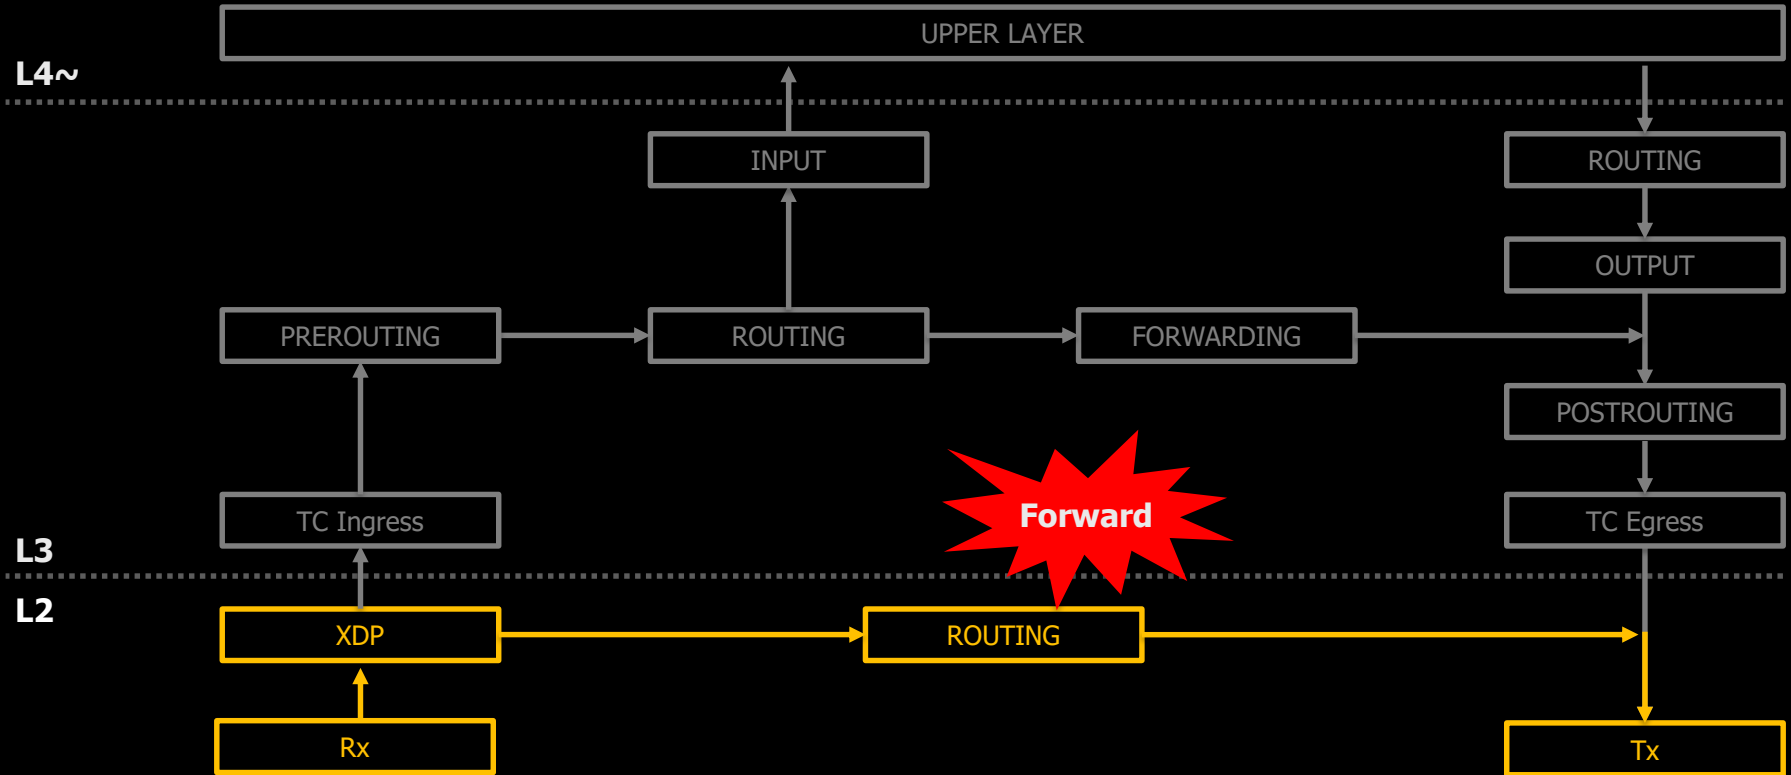 UPPER LAYER
L4~
INPUT
ROUTING
OUTPUT
PREROUTING
ROUTING
FORWARDING
POSTROUTING
TC Ingress
Forward
TC Egress
L3
L2
XDP
ROUTING
Rx
Tx